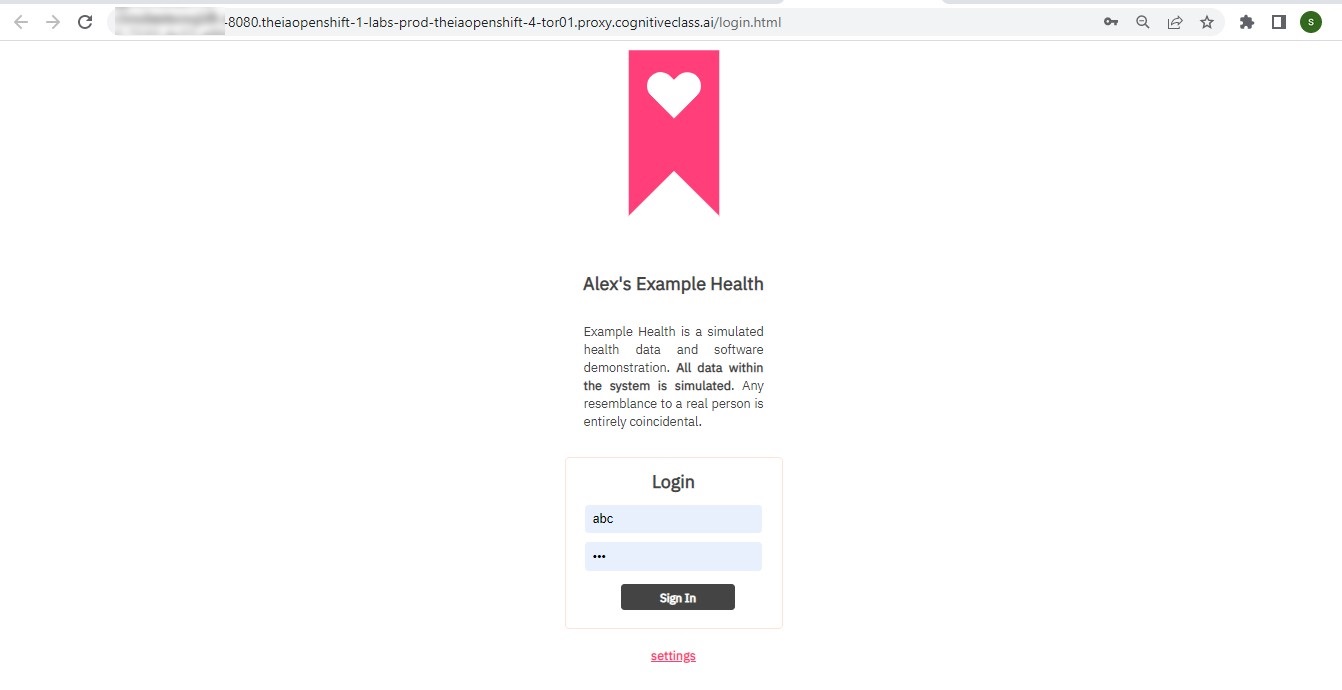 -8080.theiaopenshift-1-labs-prod-theiaopenshift-4-tor01.proxy.cognitiveclass.ai/login.html
s
Alex's Example Health
Example Health is a simulated
health data and software
demonstration. All data within
the system is simulated. Any
resemblance to a real person is
entirely coincidental.
Login
abc
•••
Sign In
settings